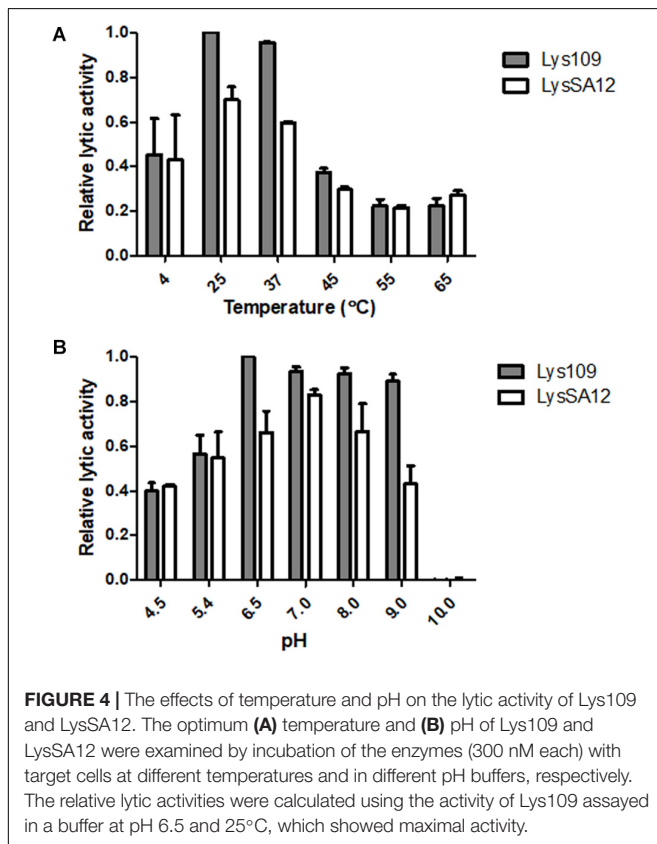 A
Relative lytic activity
1.0
0.8
0.6
0.4
0.2
0.0
4
25
37
45
55
65
Temperature (°C)
Lys109
LysSA12
B
Relative lytic activity
1.0
0.8
0.6
0.4
0.2
0.0
4.5
5.4
6.5
7.0
8.0
9.0
10.0
pH
Lys109
LysSA12
FIGURE 4 | The effects of temperature and pH on the lytic activity of Lys109
and LysSA12. The optimum (A) temperature and (B) pH of Lys109 and
LysSA12 were examined by incubation of the enzymes (300 nM each) with
target cells at different temperatures and in different pH buffers, respectively.
The relative lytic activities were calculated using the activity of Lys109 assayed
in a buffer at pH 6.5 and 25°C, which showed maximal activity.